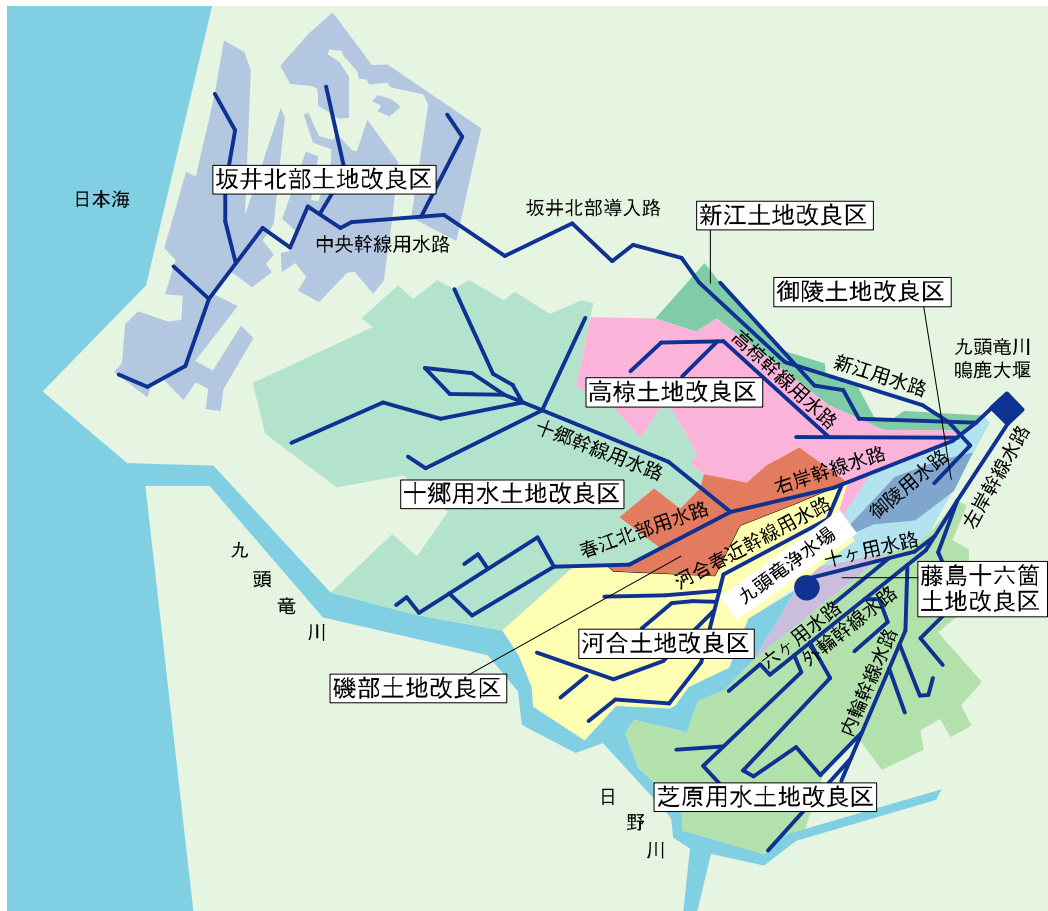 坂井北部土地改良区
日本海
坂井北部導入路
新江土地改良区
中央幹線用水路
御陵土地改良区
九頭竜川
鳴鹿大堰
高椋幹線用水路
新江用水路
高椋土地改良区
十郷幹線用水路
右岸幹線水路
御陵用水路
左岸幹線水路
十郷用水土地改良区
春江北部用水路
河合春近幹線用水路
九頭竜浄水場
十ヶ用水路
九頭竜川
藤島十六箇
土地改良区
六ヶ用水路
外輪幹線水路
河合土地改良区
内輪幹線水路
磯部土地改良区
芝原用水土地改良区
日野川